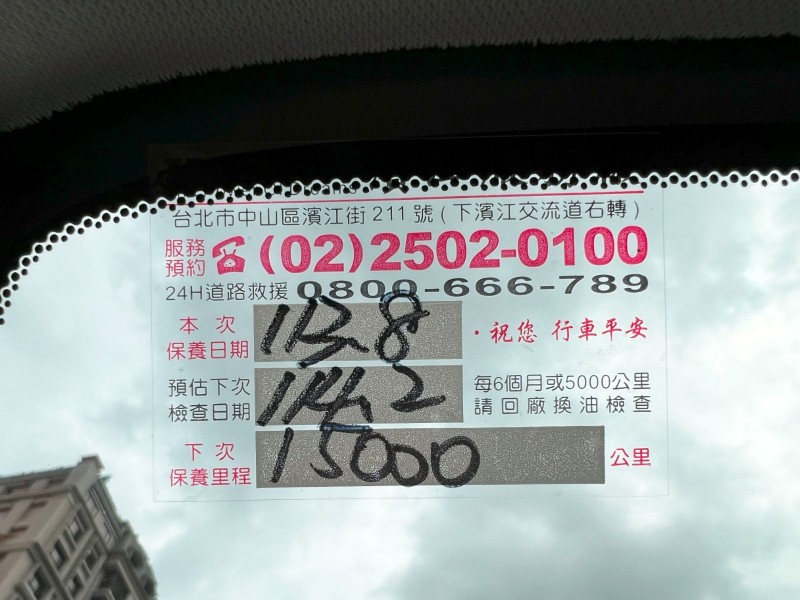 台北市中山區濱江街211號(下濱江交流道右轉)
服務預約 ☎ (02)2502-0100
24H道路救援 0800-666-789
本次保養日期 113.8
·祝您 行車平安
預估下次檢查日期 114.2
每6個月或5000公里
請回廠換油檢查
下次保養里程 15000 公里